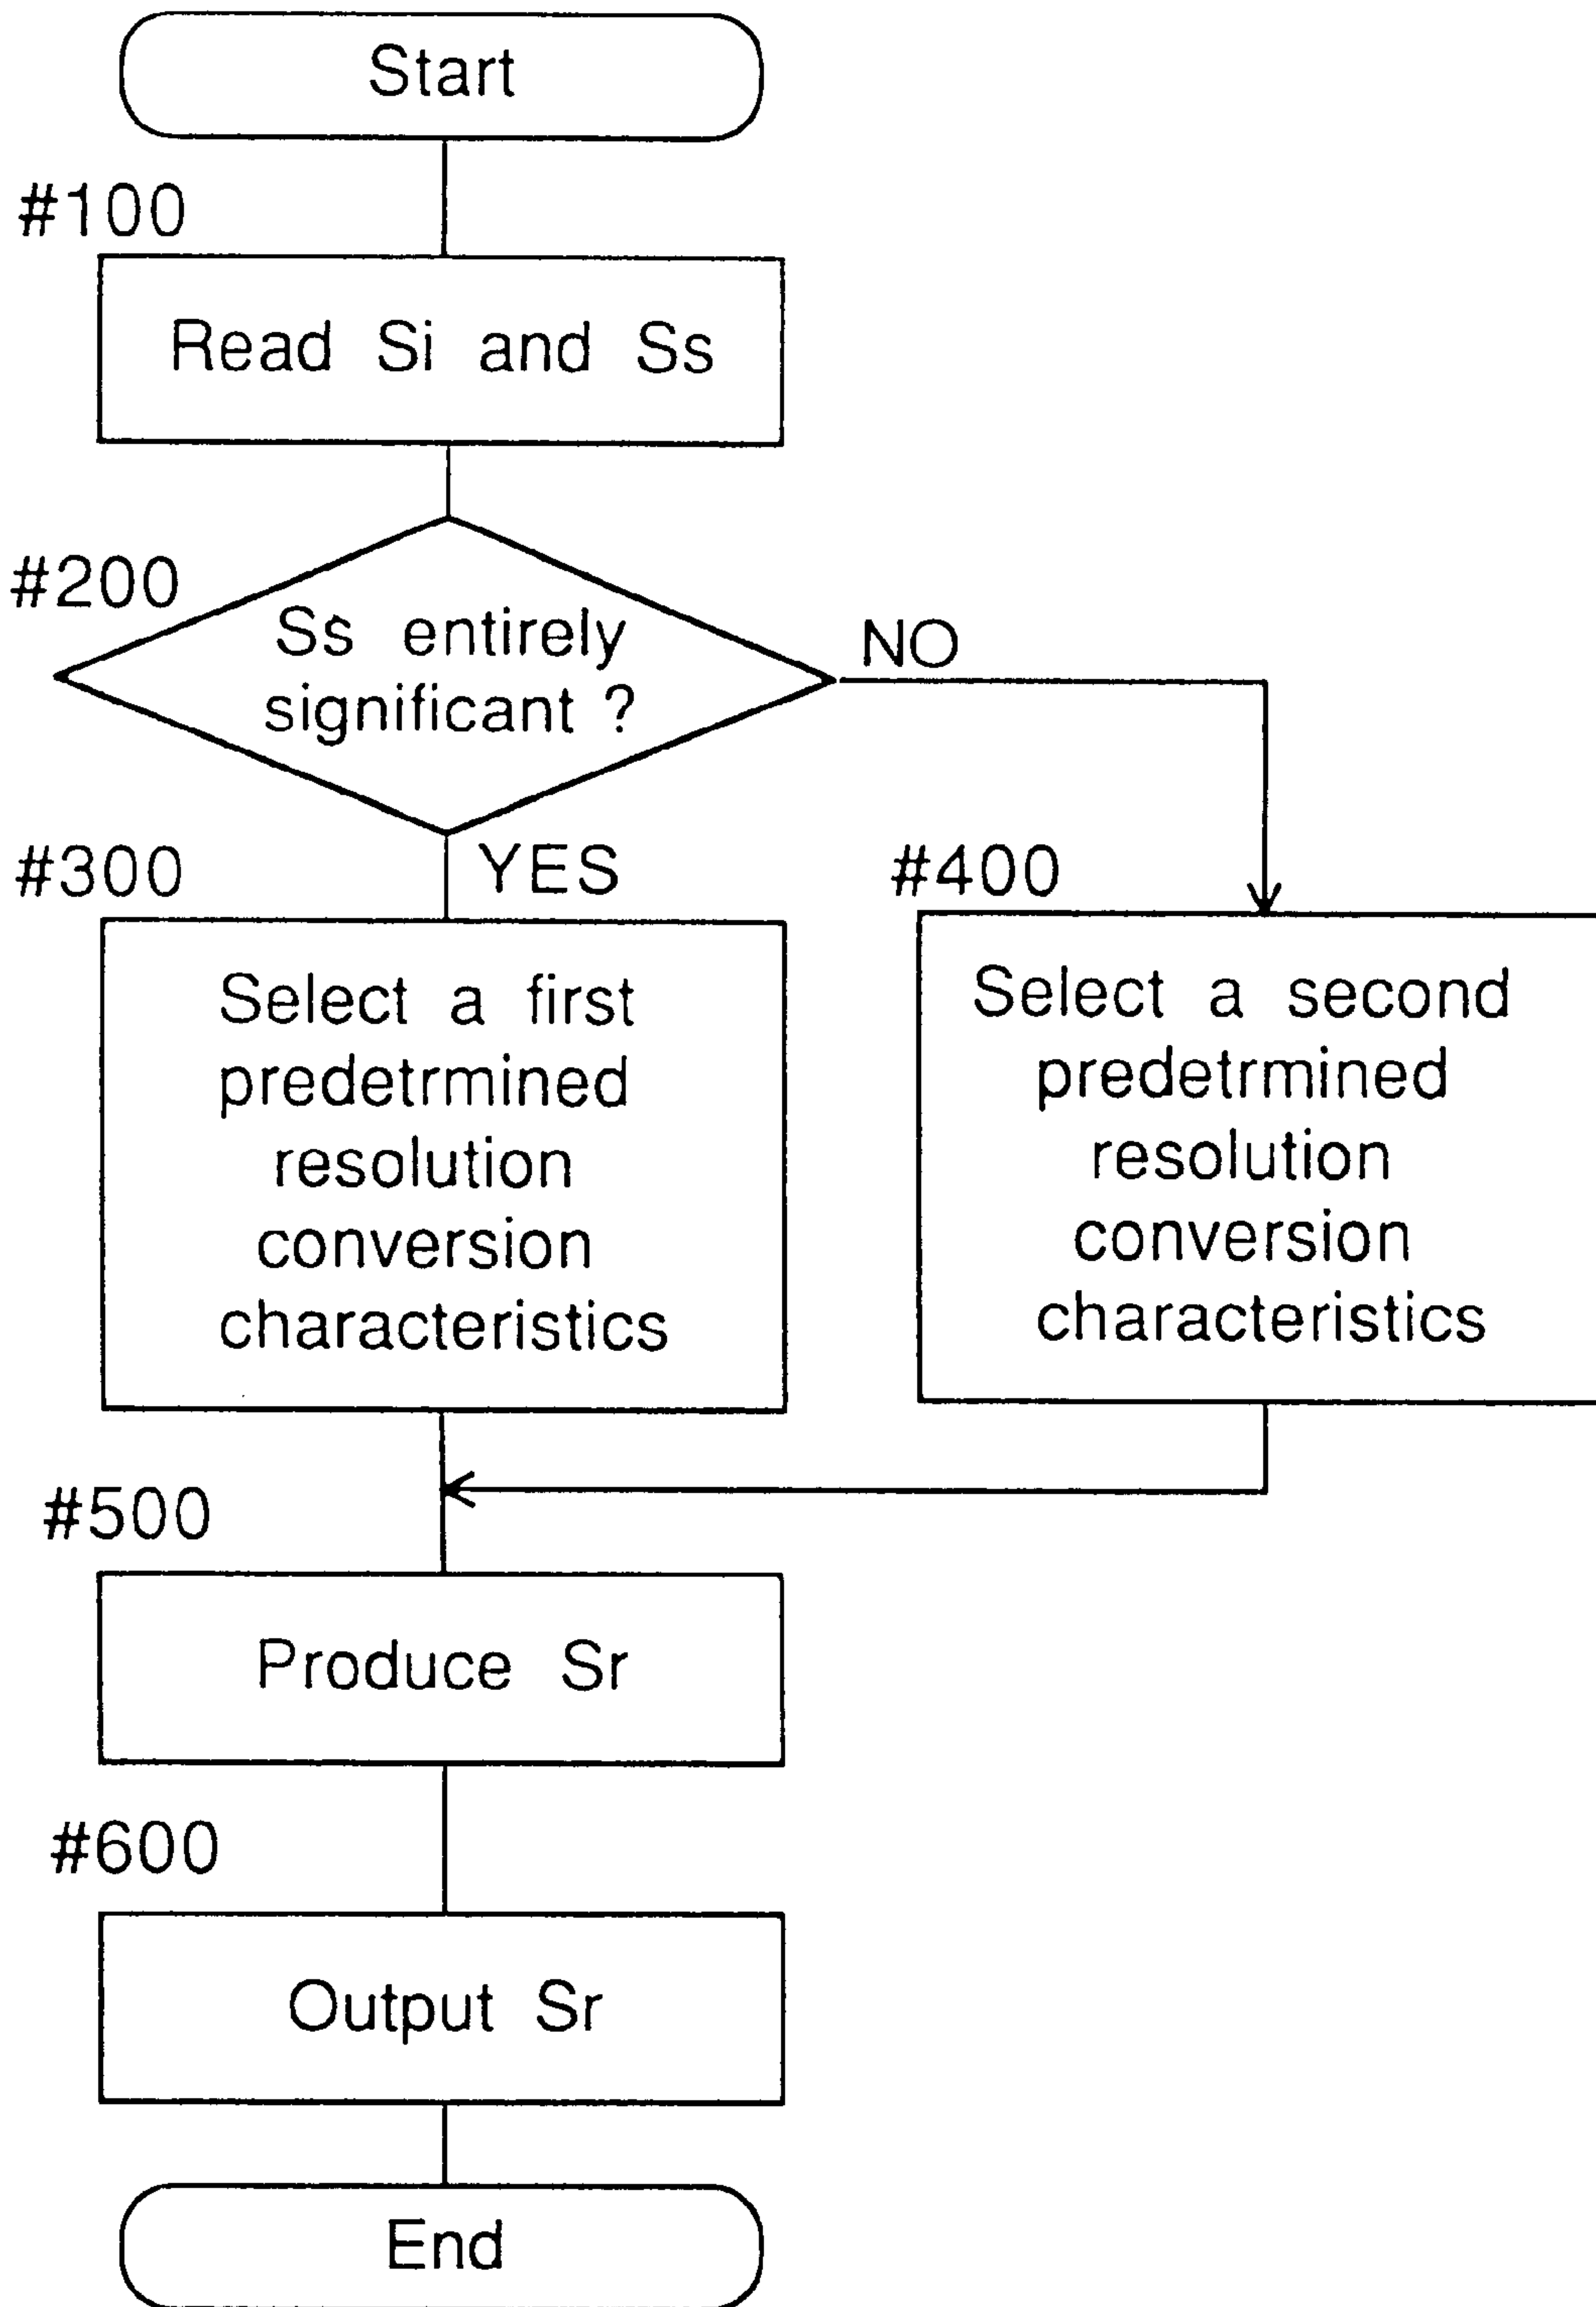 Start
#100
Read Si and Ss
#200
Ss entirely
significant ?
NO
YES
#300
Select a first
predetrmined
resolution
conversion
characteristics
#400
Select a second
predetrmined
resolution
conversion
characteristics
#500
Produce Sr
#600
Output Sr
End